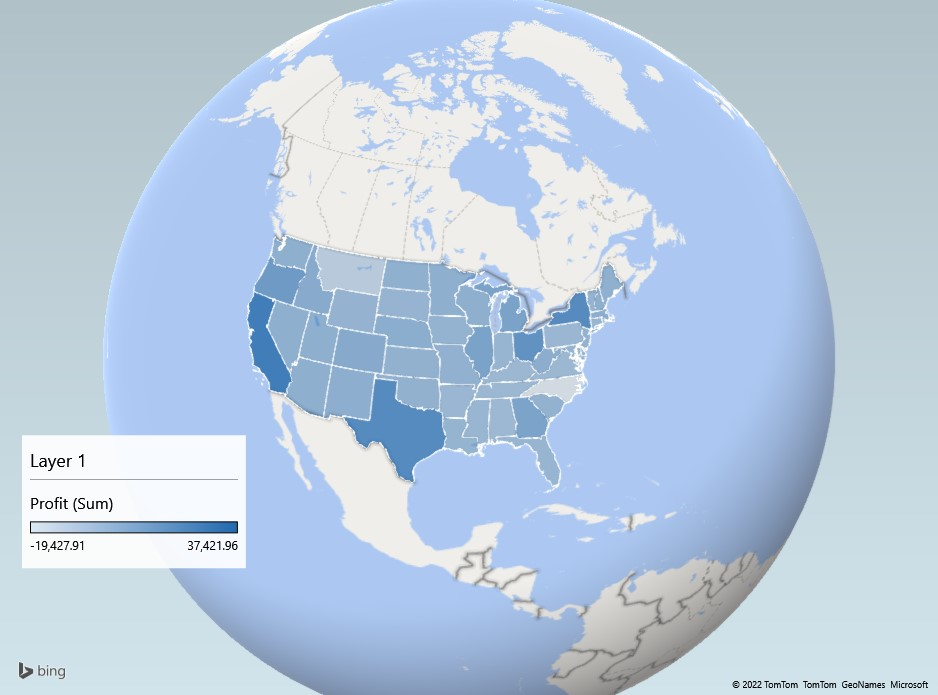 Layer 1
Profit (Sum)
-19,427.91 37,421.96
bing
© 2022 TomTom TomTom GeoNames Microsoft